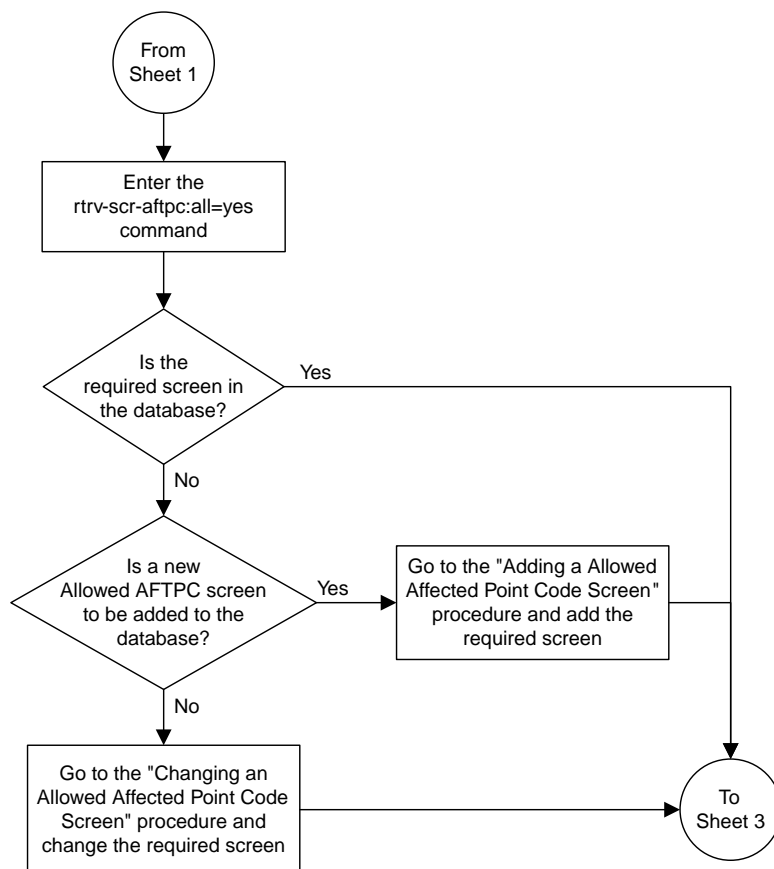 From
Sheet 1
Enter the
rtrv-scr-aftpc:all=yes
command
Is the
required screen in
the database?
Yes
No
Is a new
Allowed AFTPC screen
to be added to the
database?
Yes
Go to the "Adding a Allowed
Affected Point Code Screen"
procedure and add the
required screen
No
Go to the "Changing an
Allowed Affected Point Code
Screen" procedure and
change the required screen
To
Sheet 3